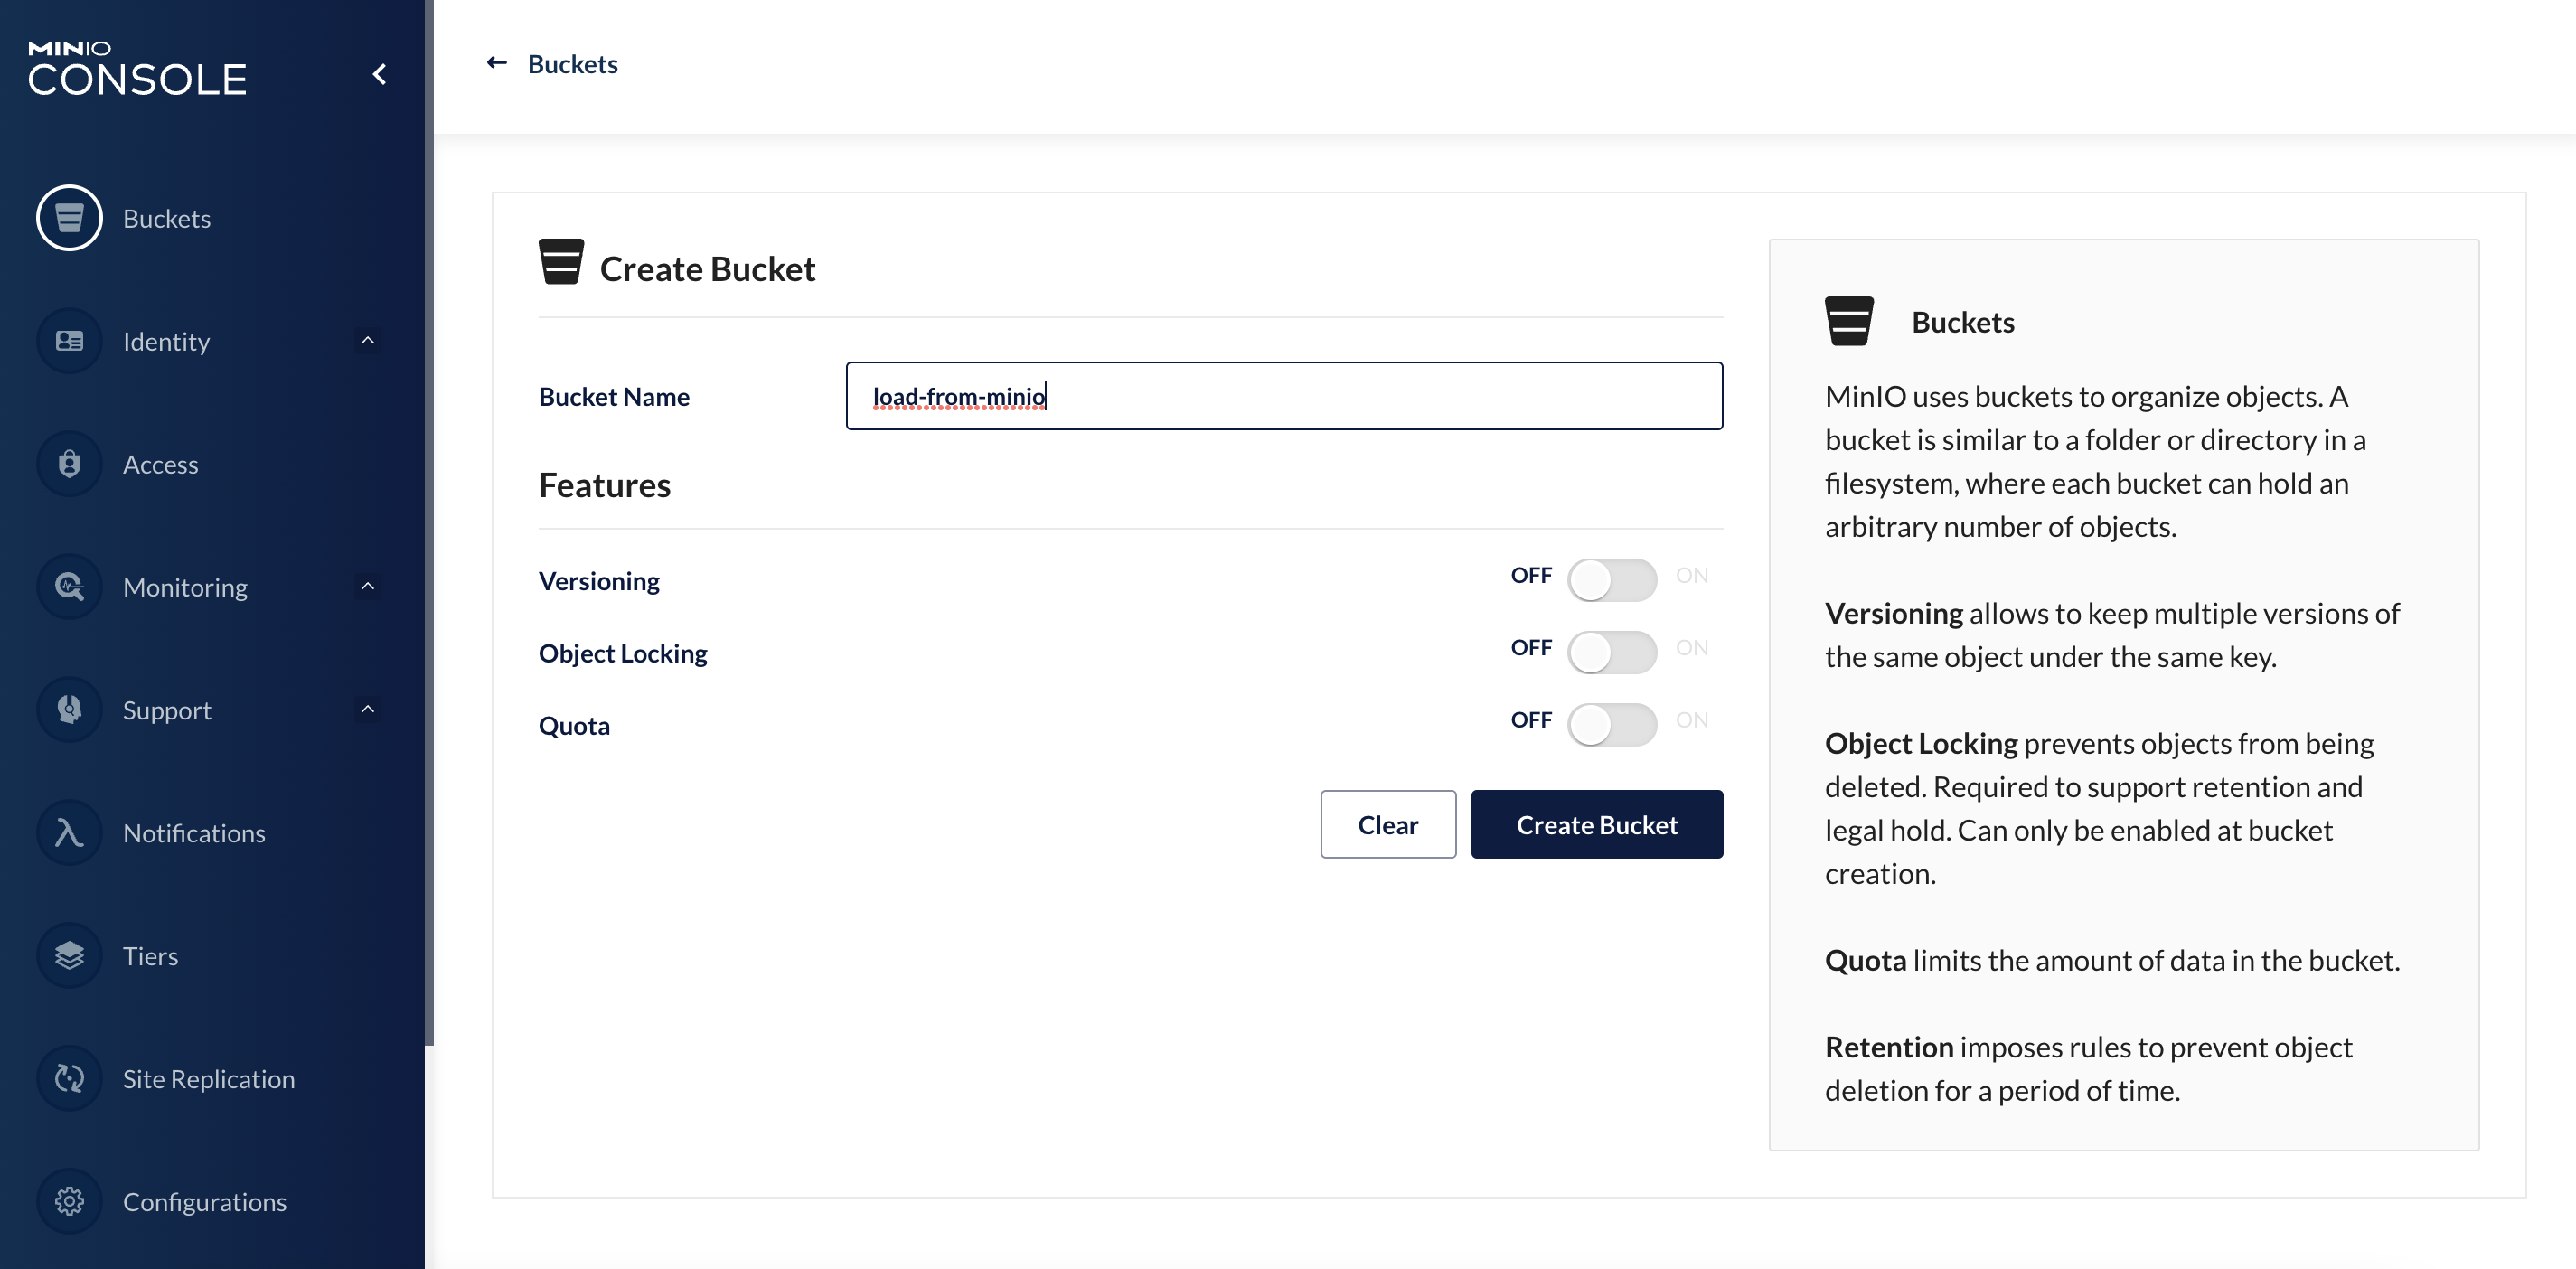 MINIO
CONSOLE
Buckets
Identity
Access
Monitoring
Support
Notifications
Tiers
Site Replication
Configurations
Buckets
Create Bucket
Bucket Name
load-from-minio
Features
Versioning
OFF ON
Object Locking
OFF ON
Quota
OFF ON
Clear
Create Bucket
Buckets
MinIO uses buckets to organize objects. A
bucket is similar to a folder or directory in a
filesystem, where each bucket can hold an
arbitrary number of objects.
Versioning allows to keep multiple versions of
the same object under the same key.
Object Locking prevents objects from being
deleted. Required to support retention and
legal hold. Can only be enabled at bucket
creation.
Quota limits the amount of data in the bucket.
Retention imposes rules to prevent object
deletion for a period of time.